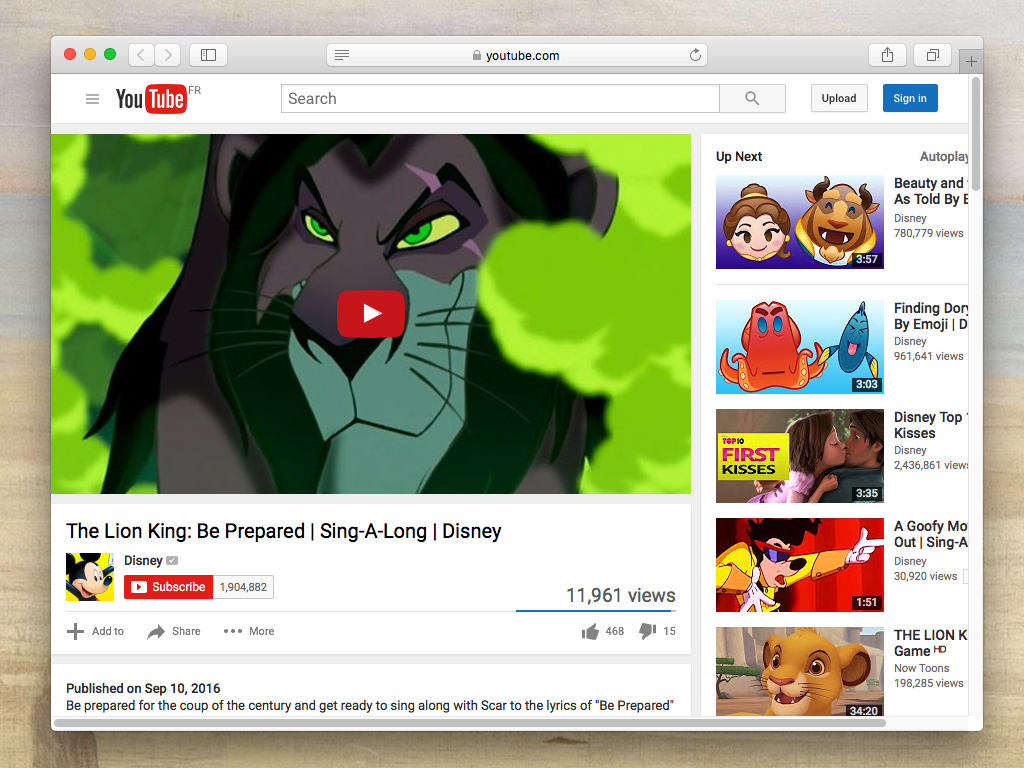 youtube.com
YouTube FR
Search
Upload
Sign in
The Lion King: Be Prepared | Sing-A-Long | Disney
Disney
Subscribe 1,904,882
11,961 views
Add to Share More
468 15
Published on Sep 10, 2016
Be prepared for the coup of the century and get ready to sing along with Scar to the lyrics of "Be Prepared"
Up Next Autoplay
3:57
Beauty and
As Told By E
Disney
780,779 views
3:03
Finding Dory
By Emoji | D
Disney
961,641 views
TOP10
FIRST
KISSES
3:35
Disney Top
Kisses
Disney
2,436,861 views
1:51
A Goofy Mo
Out | Sing-A
Disney
30,920 views
34:20
THE LION K
Game HD
Now Toons
198,285 views